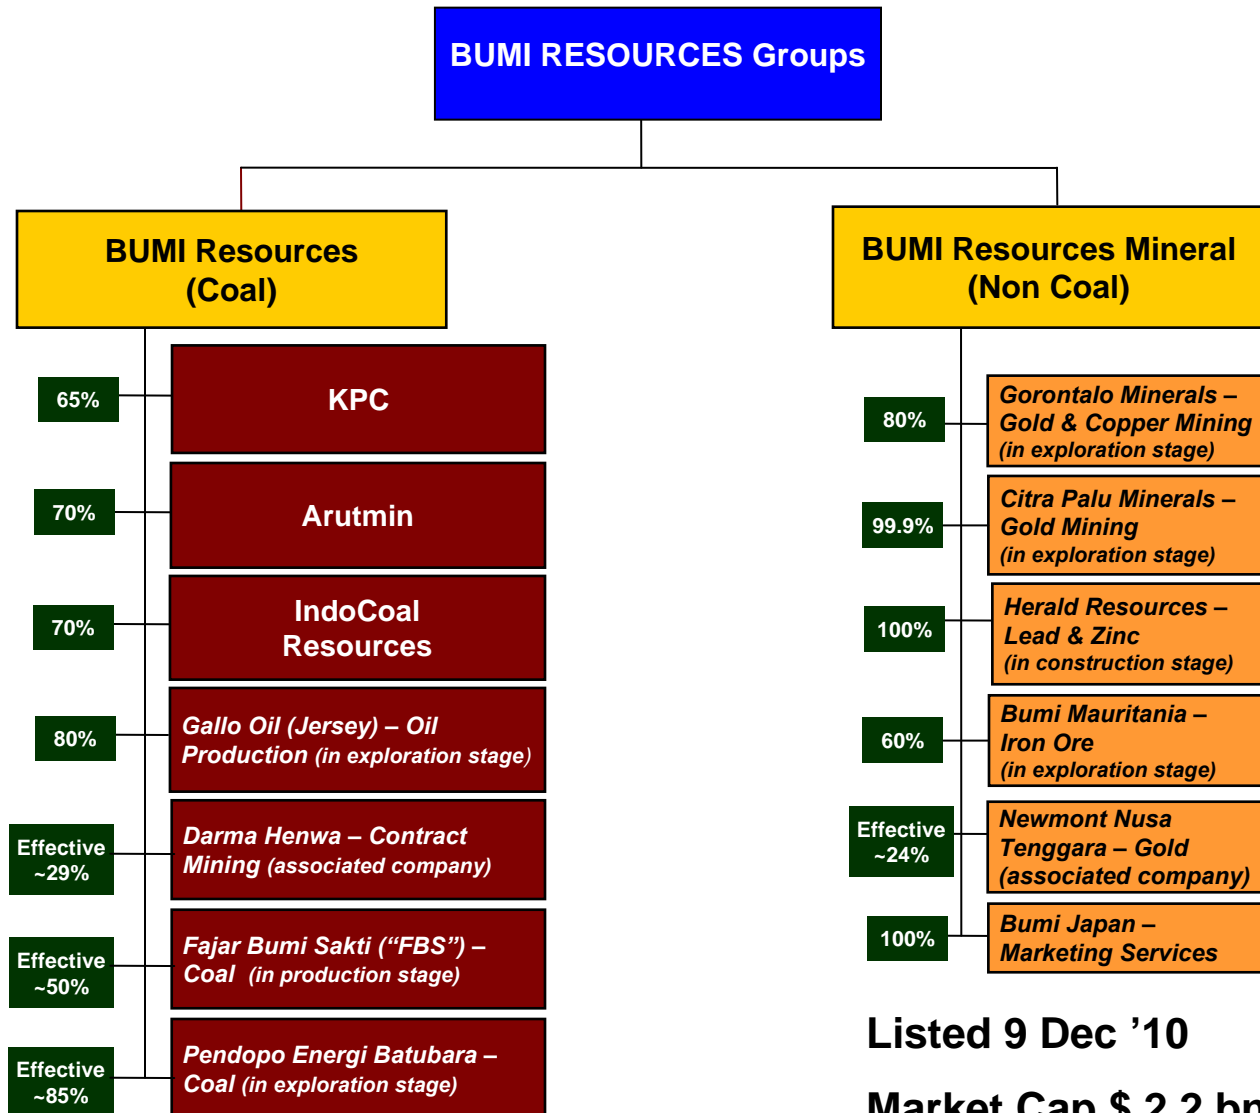 BUMI RESOURCES Groups
BUMI Resources
(Coal)
65%
KPC
70%
Arutmin
70%
IndoCoal
Resources
80%
Gallo Oil (Jersey) – Oil
Production (in exploration stage)
Effective
~29%
Darma Henwa – Contract
Mining (associated company)
Effective
~50%
Fajar Bumi Sakti (“FBS”) –
Coal (in production stage)
Effective
~85%
Pendopo Energi Batubara –
Coal (in exploration stage)
BUMI Resources Mineral
(Non Coal)
80%
Gorontalo Minerals –
Gold & Copper Mining
(in exploration stage)
99.9%
Citra Palu Minerals –
Gold Mining
(in exploration stage)
100%
Herald Resources –
Lead & Zinc
(in construction stage)
60%
Bumi Mauritania –
Iron Ore
(in exploration stage)
Effective
~24%
Newmont Nusa
Tenggara – Gold
(associated company)
100%
Bumi Japan –
Marketing Services
Listed 9 Dec ’10
Market Cap $ 2.2 bn